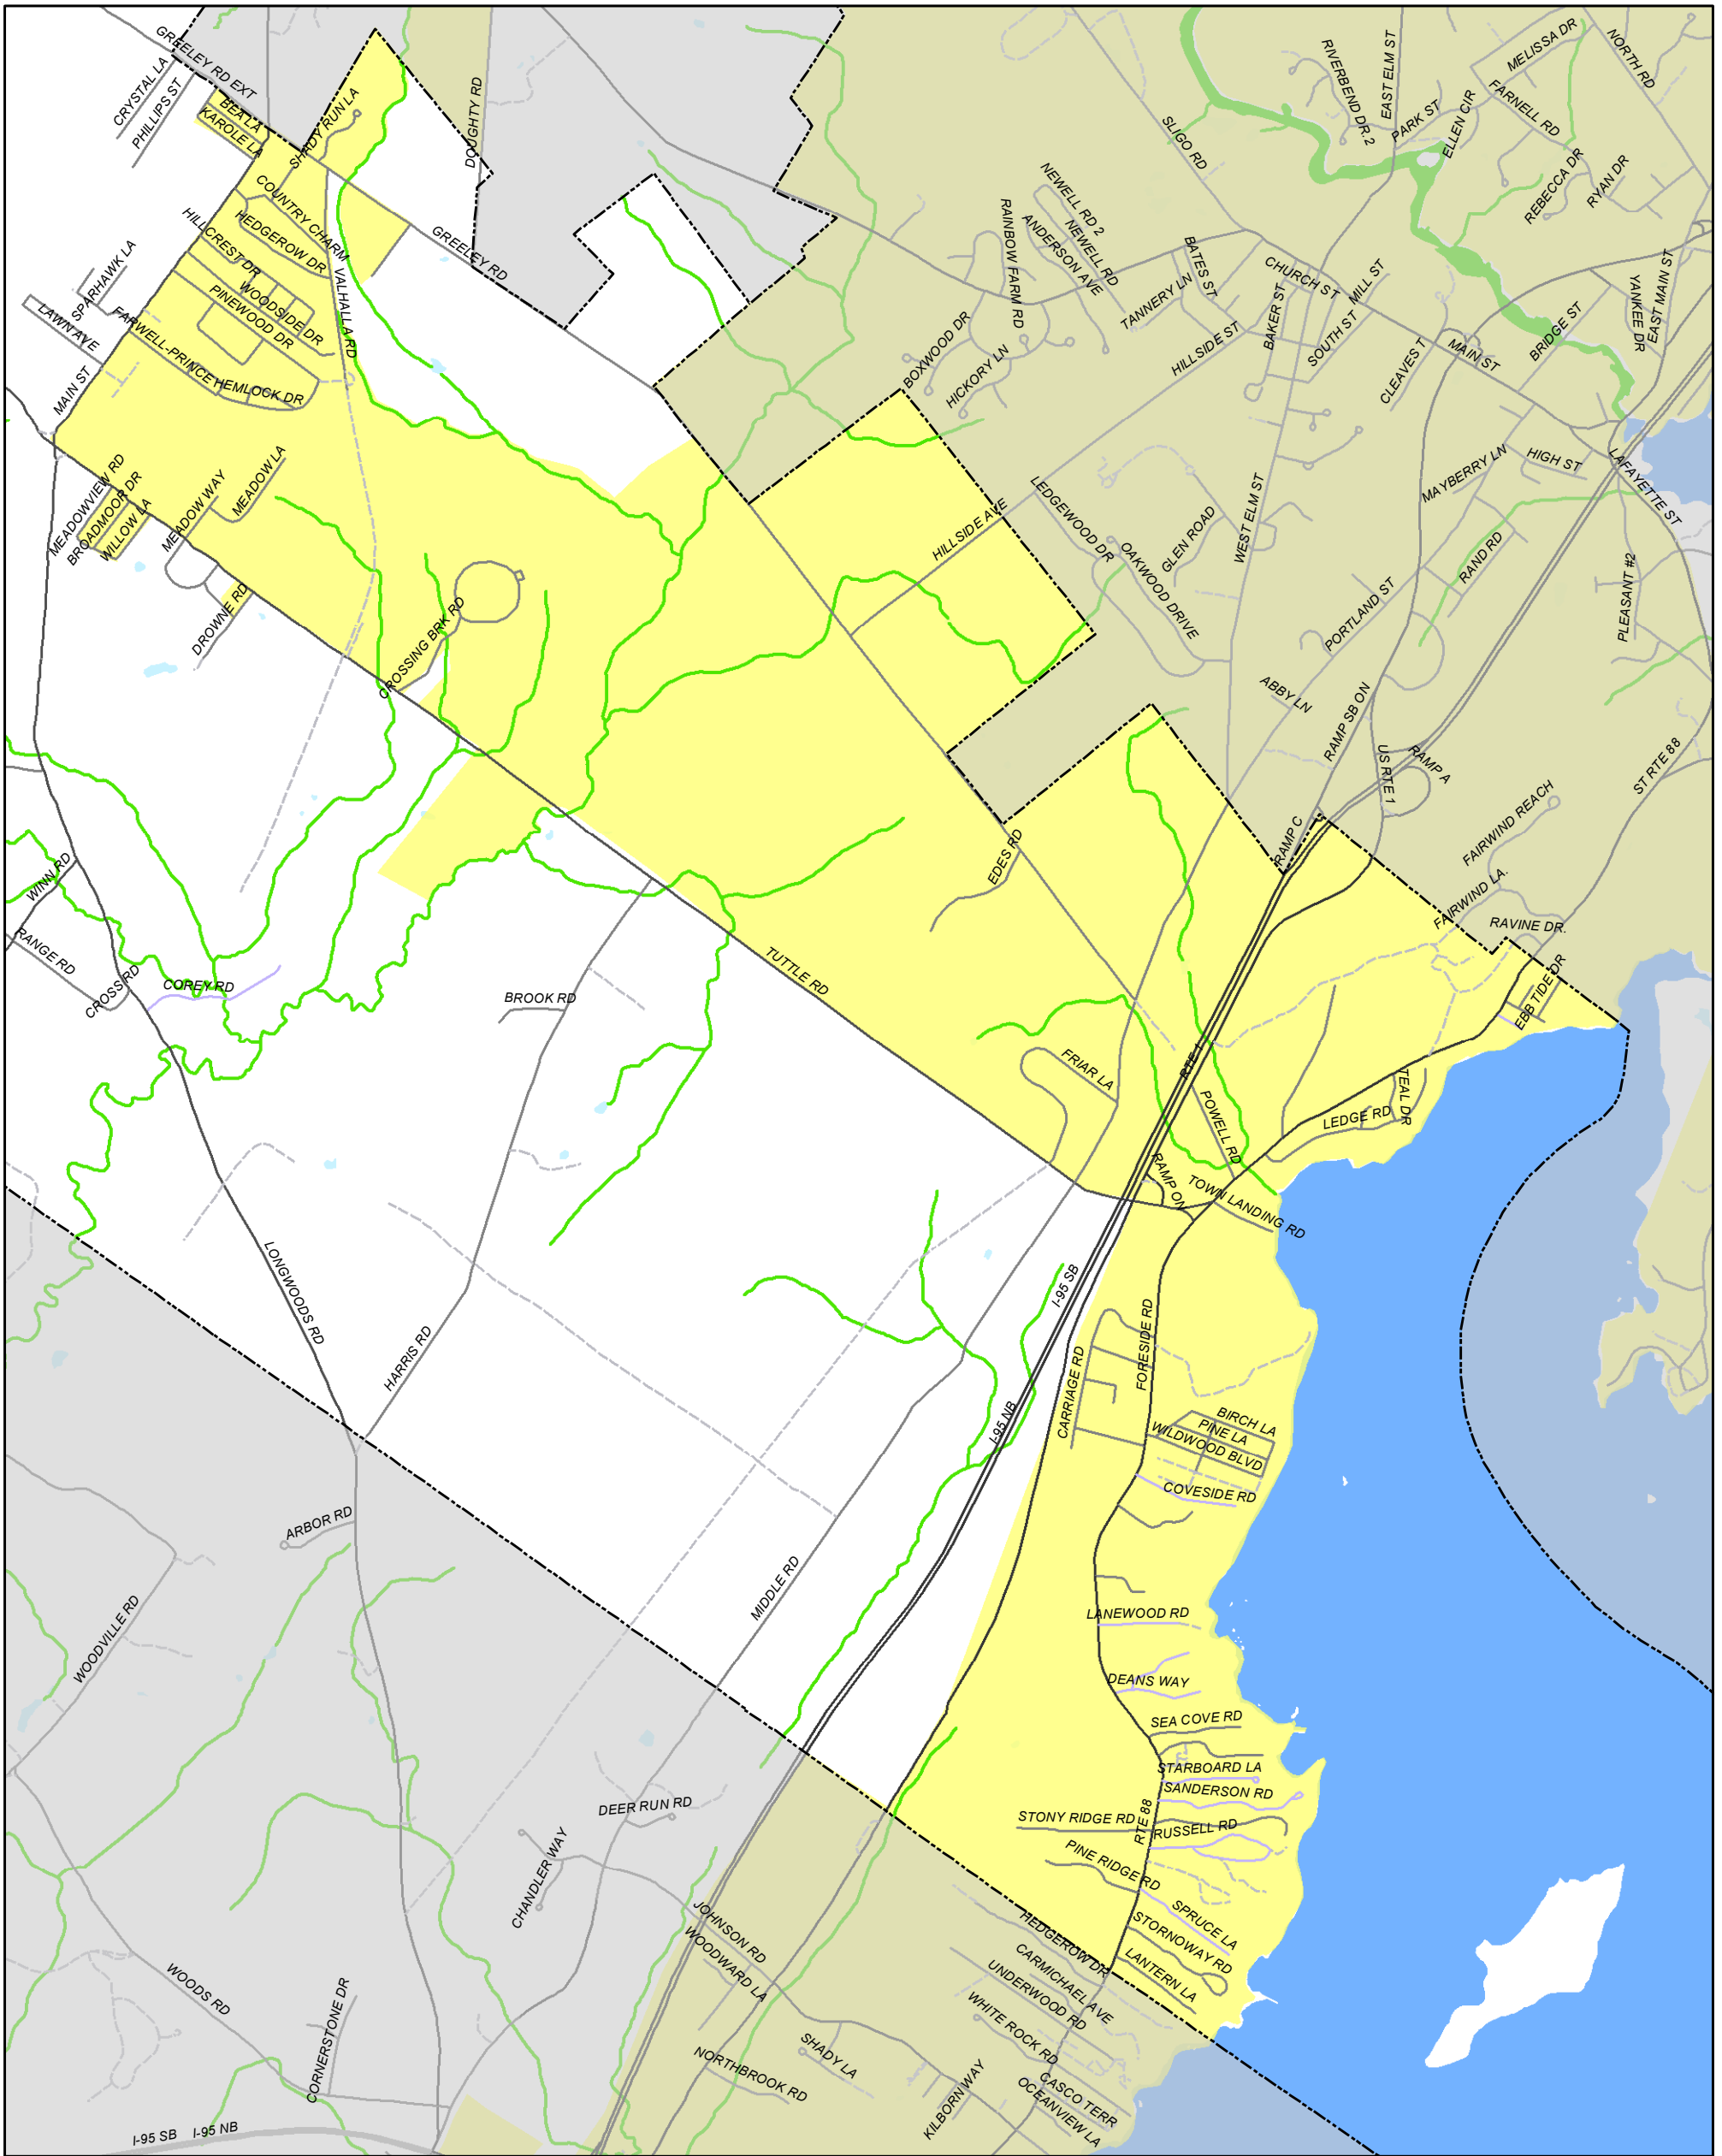 GREELEY RD EXT
CRYSTAL LA
PHILLIPS ST
BEA LA
KAROLE LA
SHADY RUN LA
DOUGHTY RD
COUNTRY CHARM
HEDGEROW DR
VALHALLA RD
HILLCREST DR
WOODSIDE DR
PINEWOOD DR
SPARHAWK LA
LAWN AVE
FARWELL-PRINCE
HEMLOCK DR
MAIN ST
GREELEY RD
MEADOWVIEW RD
BROADMOOR DR
WILLOW LA
MEADOW WAY
MEADOW LA
DROWNE RD
CROSSING BRK RD
SLIGO RD
RIVERBEND DR 2
EAST ELM ST
PARK ST
ELLEN CIR
MELISSA DR
FARNELL RD
NORTH RD
REBECCA DR
RYAN DR
NEWELL RD 2
NEWELL RD
ANDERSON AVE
RAINBOW FARM RD
BATES ST
TANNERY LN
CHURCH ST
MILL ST
BAKER ST
SOUTH ST
HILLSIDE ST
BOXWOOD DR
HICKORY LN
CLEAVES T
MAIN ST
BRIDGE ST
YANKEE DR
EAST MAIN ST
MAYBERRY LN
HIGH ST
LAFAYETTE ST
LEDGEWOOD DR
HILLSIDE AVE
OAKWOOD DRIVE
GLEN ROAD
WEST ELM ST
RAND RD
PLEASANT #2
PORTLAND ST
ABBY LN
RAMP SB ON
US RTE 1
RAMP A
ST RTE 88
RAMP C
FAIRWIND REACH
FAIRWIND LA.
RAVINE DR.
EBB TIDE DR
EDES RD
WINN RD
RANGE RD
CROSS RD
COREY RD
BROOK RD
TUTTLE RD
FRIAR LA
RTE 1
POWELL RD
TEAL DR
LEDGE RD
RAMP ON
TOWN LANDING RD
LONGWOODS RD
HARRIS RD
I-95 SB
I-95 NB
CARRIAGE RD
FORESIDE RD
BIRCH LA
PINE LA
WILDWOOD BLVD
COVESIDE RD
ARBOR RD
WOODVILLE RD
MIDDLE RD
LANEWOOD RD
DEANS WAY
SEA COVE RD
STARBOARD LA
SANDERSON RD
STONY RIDGE RD
RTE 88
RUSSELL RD
PINE RIDGE RD
SPRUCE LA
STORNOWAY RD
LANTERN LA
DEER RUN RD
CHANDLER WAY
JOHNSON RD
WOODWARD LA
HEDGEROW DR
CARMICHAEL AVE
UNDERWOOD RD
WHITE ROCK RD
WOODS RD
CORNERSTONE DR
NORTHBROOK RD
SHADY LA
KILBORN WAY
CASCO TERR
OCEANVIEW LA
I-95 SB
I-95 NB